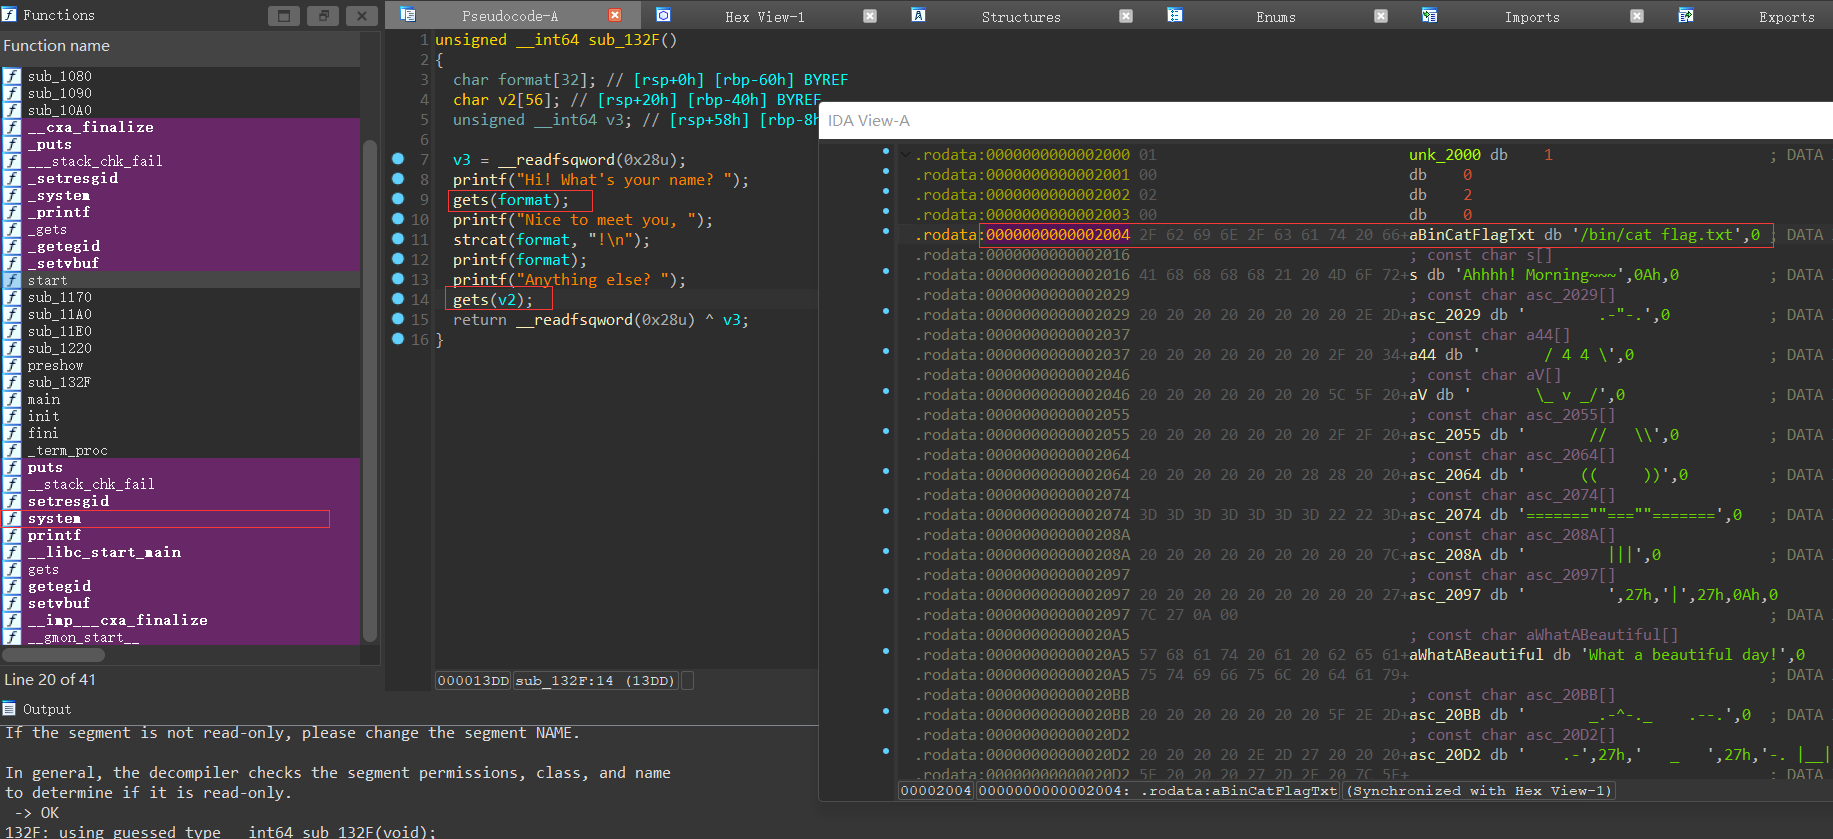 Functions
Function name
sub_1080
sub_1090
sub_10A0
__cxa_finalize
_puts
___stack_chk_fail
_setresgid
_system
_printf
_gets
_getegid
_setvbuf
start
sub_1170
sub_11A0
sub_11E0
sub_1220
preshow
sub_132F
main
init
fini
_term_proc
puts
__stack_chk_fail
setresgid
system
printf
__libc_start_main
gets
getegid
setvbuf
__imp___cxa_finalize
__gmon_start__
Line 20 of 41
Pseudocode-A
Hex View-1
Structures
Enums
Imports
Exports
1 unsigned __int64 sub_132F()
2 {
3 char format[32]; // [rsp+0h] [rbp-60h] BYREF
4 char v2[56]; // [rsp+20h] [rbp-40h] BYREF
5 unsigned __int64 v3; // [rsp+58h] [rbp-8h
6
7 v3 = __readfsqword(0x28u);
8 printf("Hi! What's your name? ");
9 gets(format);
10 printf("Nice to meet you, ");
11 strcat(format, "!\n");
12 printf(format);
13 printf("Anything else? ");
14 gets(v2);
15 return __readfsqword(0x28u) ^ v3;
16 }
000013DD sub_132F:14 (13DD)
IDA View-A
.rodata:0000000000002000 01 unk_2000 db 1 ; DATA
.rodata:0000000000002001 00 db 0
.rodata:0000000000002002 02 db 2
.rodata:0000000000002003 00 db 0
.rodata:0000000000002004 2F 62 69 6E 2F 63 61 74 20 66+aBinCatFlagTxt db '/bin/cat flag.txt',0 ; DATA
.rodata:0000000000002016 ; const char s[]
.rodata:0000000000002016 41 68 68 68 68 21 20 4D 6F 72+s db 'Ahhhh! Morning~~~',0Ah,0 ; DATA
.rodata:0000000000002029 ; const char asc_2029[]
.rodata:0000000000002029 20 20 20 20 20 20 20 20 2E 2D+asc_2029 db '        .-"-.',0 ; DATA
.rodata:0000000000002037 ; const char a44[]
.rodata:0000000000002037 20 20 20 20 20 20 20 2F 20 34+a44 db '       / 4 4 \',0 ; DATA
.rodata:0000000000002046 ; const char aV[]
.rodata:0000000000002046 20 20 20 20 20 20 20 5C 5F 20+aV db '       \_ v _/',0 ; DATA
.rodata:0000000000002055 ; const char asc_2055[]
.rodata:0000000000002055 20 20 20 20 20 20 20 2F 2F 20+asc_2055 db '       //   \\',0 ; DATA
.rodata:0000000000002064 ; const char asc_2064[]
.rodata:0000000000002064 20 20 20 20 20 20 28 28 20 20+asc_2064 db '      ((     ))',0 ; DATA
.rodata:0000000000002074 ; const char asc_2074[]
.rodata:0000000000002074 3D 3D 3D 3D 3D 3D 3D 22 22 3D+asc_2074 db '=======""===""=======',0 ; DATA
.rodata:000000000000208A ; const char asc_208A[]
.rodata:000000000000208A 20 20 20 20 20 20 20 20 20 7C+asc_208A db '         |||',0 ; DATA
.rodata:0000000000002097 ; const char asc_2097[]
.rodata:0000000000002097 20 20 20 20 20 20 20 20 20 27+asc_2097 db '         ',27h,'|',27h,0Ah,0
.rodata:0000000000002097 7C 27 0A 00 ; DATA
.rodata:00000000000020A5 ; const char aWhatABeautiful[]
.rodata:00000000000020A5 57 68 61 74 20 61 20 62 65 61+aWhatABeautiful db 'What a beautiful day!',0
.rodata:00000000000020A5 75 74 69 66 75 6C 20 64 61 79+ ; DATA
.rodata:00000000000020BB ; const char asc_20BB[]
.rodata:00000000000020BB 20 20 20 20 20 20 20 5F 2E 2D+asc_20BB db '       _.-^-._    .--.',0 ; DATA
.rodata:00000000000020D2 ; const char asc_20D2[]
.rodata:00000000000020D2 20 20 20 20 2E 2D 27 20 20 20+asc_20D2 db '    .-',27h,'   _   ',27h,'-. |__|
.rodata:00000000000020D2 5F 20 20 20 27 2D 2E 20 7C 5F+ ; DATA
00002004 0000000000002004: .rodata:aBinCatFlagTxt (Synchronized with Hex View-1)
Output
If the segment is not read-only, please change the segment NAME.
In general, the decompiler checks the segment permissions, class, and name
to determine if it is read-only.
-> OK
132F: using guessed type __int64 sub_132F(void);